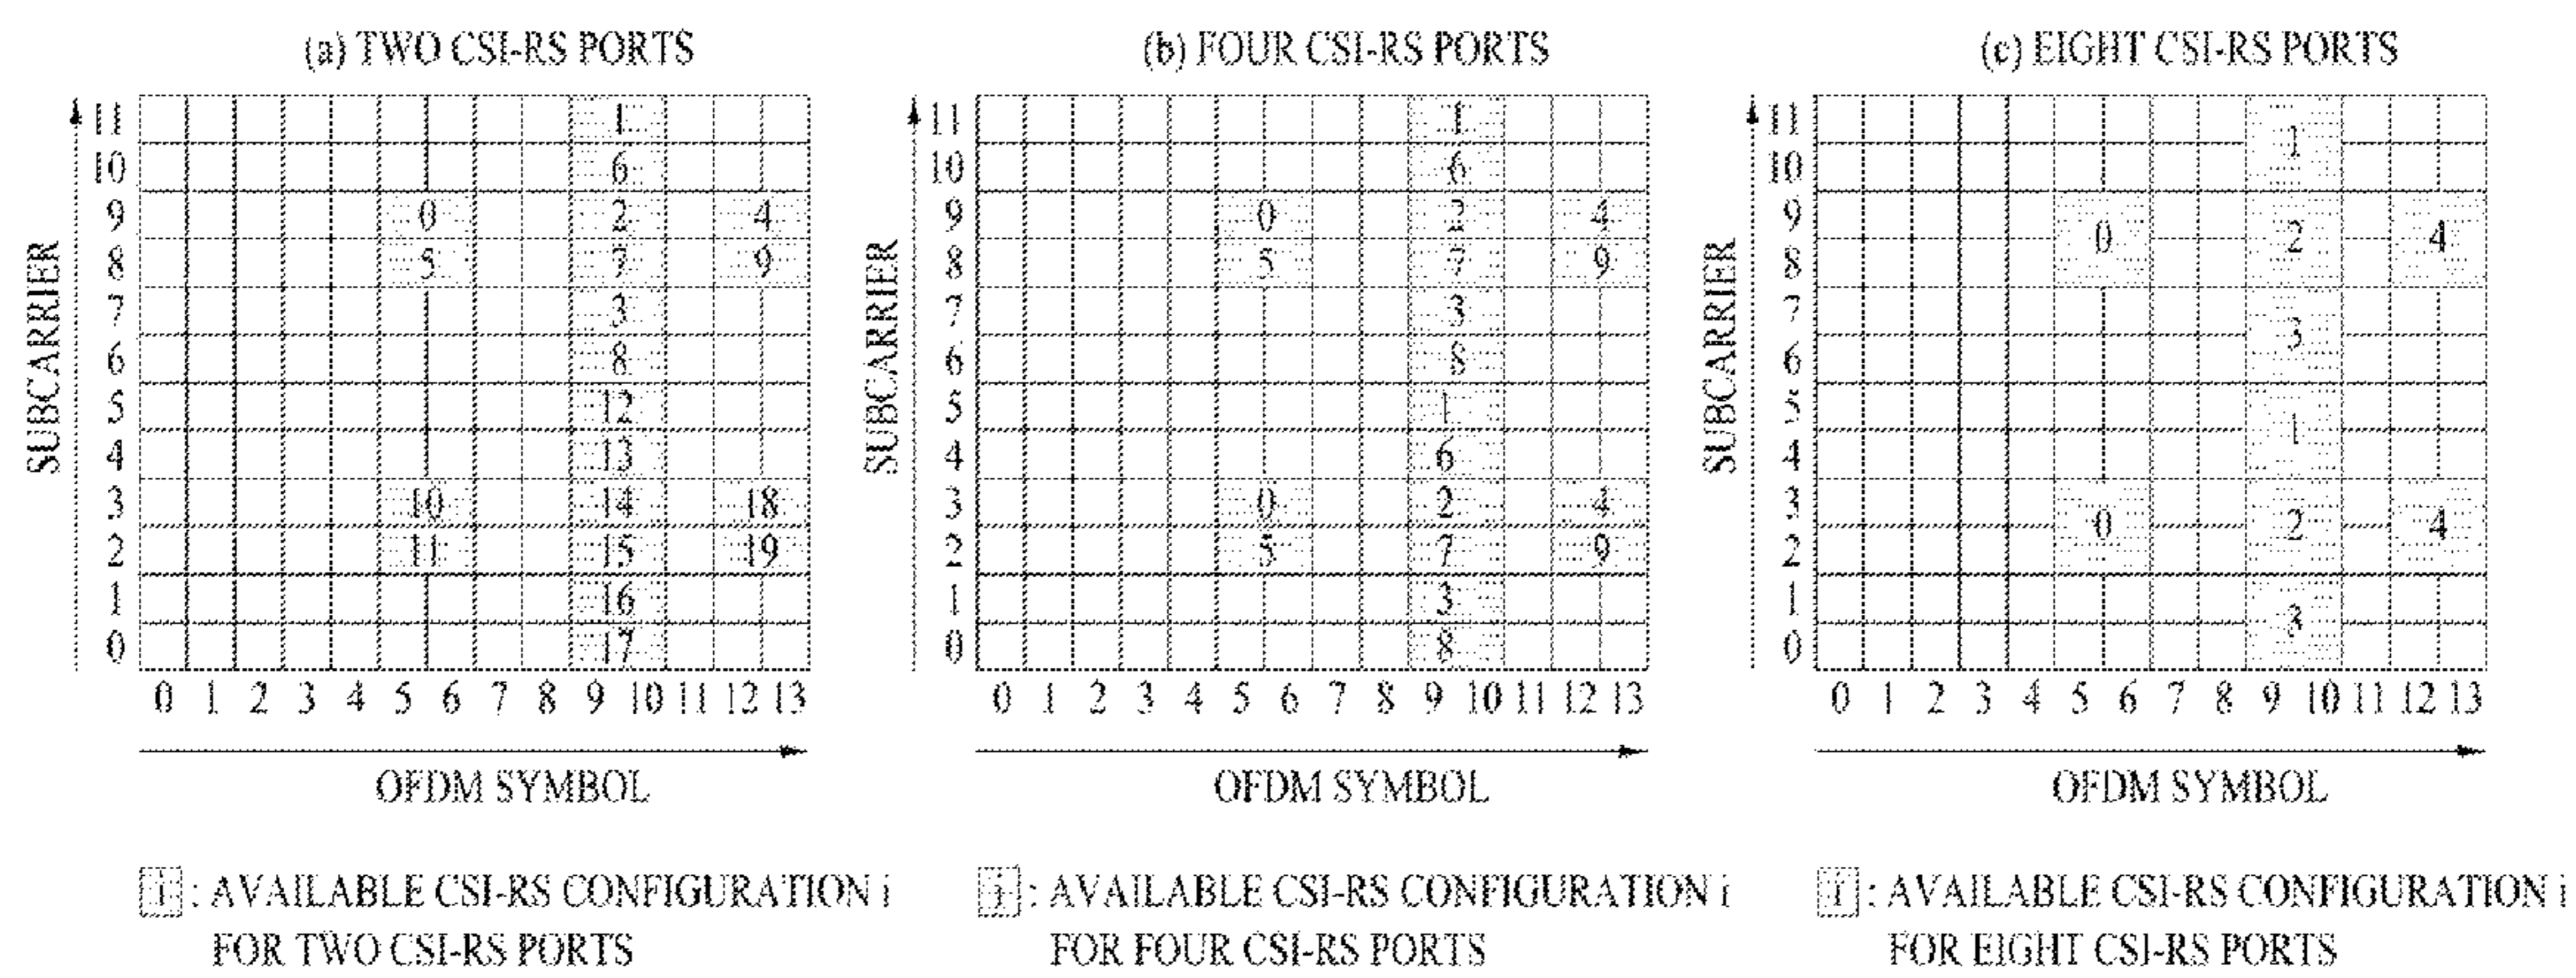 (a) TWO CSI-RS PORTS
11 1
10 6
9 0 2 4
8 5 7 9
7 3
6 8
5 12
4 13
3 10 14 18
2 11 15 19
1 16
0 17
SUBCARRIER
0 1 2 3 4 5 6 7 8 9 10 11 12 13
OFDM SYMBOL
i : AVAILABLE CSI-RS CONFIGURATION i
FOR TWO CSI-RS PORTS
(b) FOUR CSI-RS PORTS
11 1
10 6
9 0 2 4
8 5 7 9
7 3
6 8
5 1
4 6
3 0 2 4
2 5 7 9
1 3
0 8
SUBCARRIER
0 1 2 3 4 5 6 7 8 9 10 11 12 13
OFDM SYMBOL
i : AVAILABLE CSI-RS CONFIGURATION i
FOR FOUR CSI-RS PORTS
(c) EIGHT CSI-RS PORTS
11
1
10
9
0 2 4
8
7
3
6
5
1
4
3
0 2 4
2
1
3
0
SUBCARRIER
0 1 2 3 4 5 6 7 8 9 10 11 12 13
OFDM SYMBOL
i : AVAILABLE CSI-RS CONFIGURATION i
FOR EIGHT CSI-RS PORTS